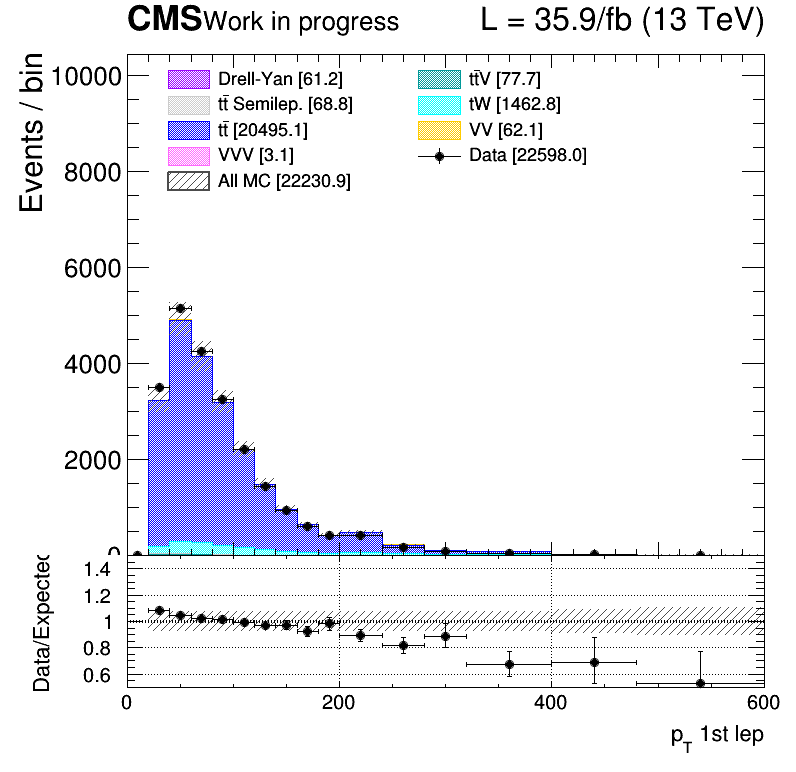 CMS Work in progress L = 35.9/fb (13 TeV)
Events / bin
10000
8000
6000
4000
2000
0
Drell-Yan [61.2]
tt̄ Semilep. [68.8]
tt̄ [20495.1]
VVV [3.1]
All MC [22230.9]
tt̄V [77.7]
tW [1462.8]
VV [62.1]
Data [22598.0]
Data/Expected
1.4
1.2
1
0.8
0.6
0 200 400 600
p_T 1st lep